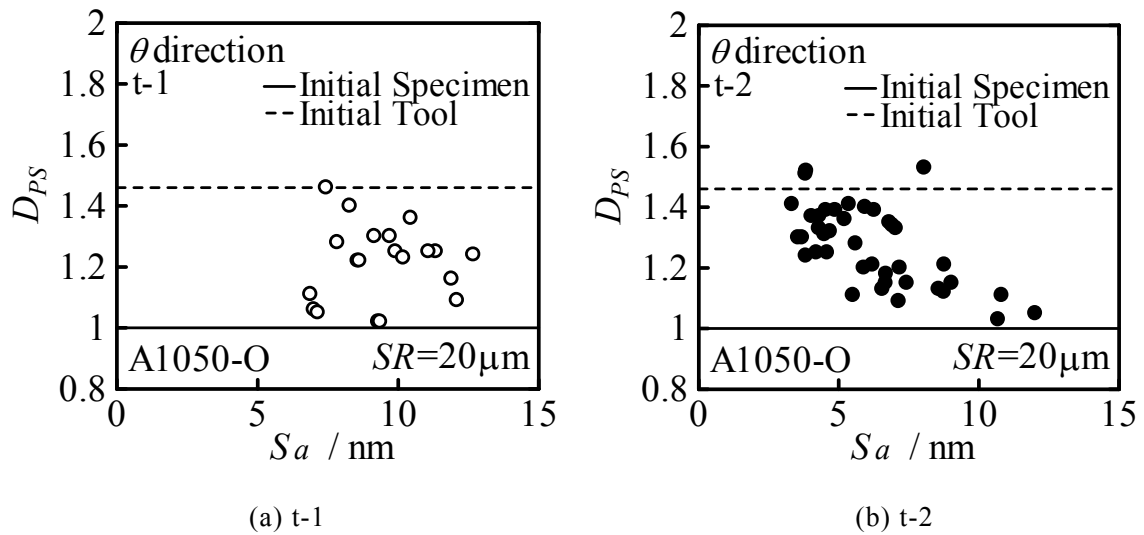 2
1.8
1.6
1.4
1.2
1
0.8
D_PS
θ direction
t-1
Initial Specimen
Initial Tool
A1050-O
SR=20μm
0 5 10 15
Sa / nm
(a) t-1
2
1.8
1.6
1.4
1.2
1
0.8
D_PS
θ direction
t-2
Initial Specimen
Initial Tool
A1050-O
SR=20μm
0 5 10 15
Sa / nm
(b) t-2